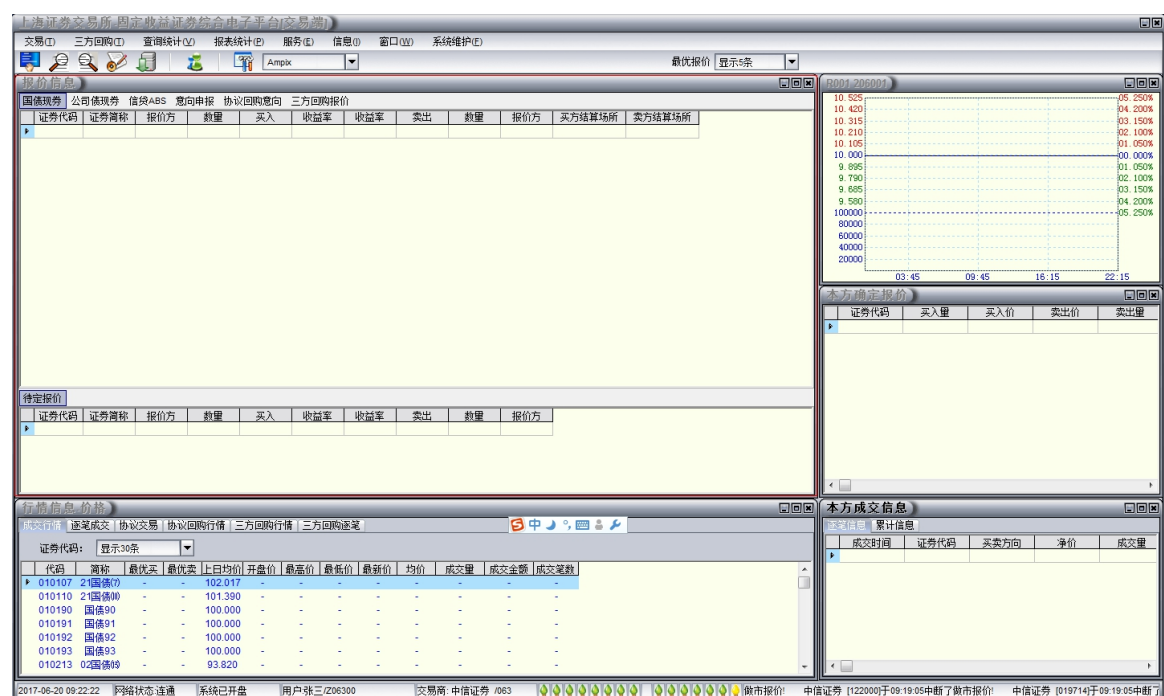 上海证券交易所-固定收益证券综合电子平台[交易端]
交易(T) 三方回购(T) 查询统计(V) 报表统计(P) 服务(E) 信息(I) 窗口(W) 系统维护(F)
Ampix 最优报价 显示5条
报价信息
国债现券 公司债现券 信贷ABS 意向申报 协议回购意向 三方回购报价
证券代码 证券简称 报价方 数量 买入 收益率 收益率 卖出 数量 报价方 买方结算场所 卖方结算场所
待定报价
证券代码 证券简称 报价方 数量 买入 收益率 收益率 卖出 数量 报价方
R001-206001
10.525 05.250%
10.420 04.200%
10.315 03.150%
10.210 02.100%
10.105 01.050%
10.000 00.000%
9.895 01.050%
9.790 02.100%
9.685 03.150%
9.580 04.200%
100000 05.250%
80000
60000
40000
20000
03:45 09:45 16:15 22:15
本方确定报价
证券代码 买入量 买入价 卖出价 卖出量
行情信息-价格
成交行情 逐笔成交 协议交易 协议回购行情 三方回购行情 三方回购逐笔
中
证券代码: 显示30条
代码 简称 最优买 最优卖 上日均价 开盘价 最高价 最低价 最新价 均价 成交量 成交金额 成交笔数
010107 21国债(7) - - 102.017 - - - - - - - -
010110 21国债⑽ - - 101.390 - - - - - - - -
010190 国债90 - - 100.000 - - - - - - - -
010191 国债91 - - 100.000 - - - - - - - -
010192 国债92 - - 100.000 - - - - - - - -
010193 国债93 - - 100.000 - - - - - - - -
010213 02国债⒀ - - 93.820 - - - - - - - -
本方成交信息
逐笔信息 累计信息
成交时间 证券代码 买卖方向 净价 成交量
2017-06-20 09:22:22 网络状态:连通 系统已开盘 用户:张三/Z06300 交易商: 中信证券 /063 做市报价! 中信证券 [122000]于09:19:05中断了做市报价! 中信证券 [019714]于09:19:05中断